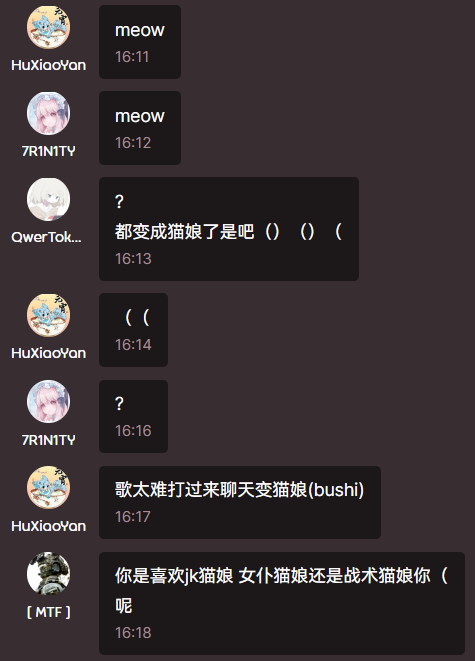 meow
16:11
HuXiaoYan
meow
16:12
7R1N1TY
?
都变成猫娘了是吧（）（）（
QwerTok...
16:13
（（
16:14
HuXiaoYan
?
16:16
7R1N1TY
歌太难打过来聊天变猫娘(bushi)
16:17
HuXiaoYan
你是喜欢jk猫娘 女仆猫娘还是战术猫娘你（
呢
[ MTF ]
16:18